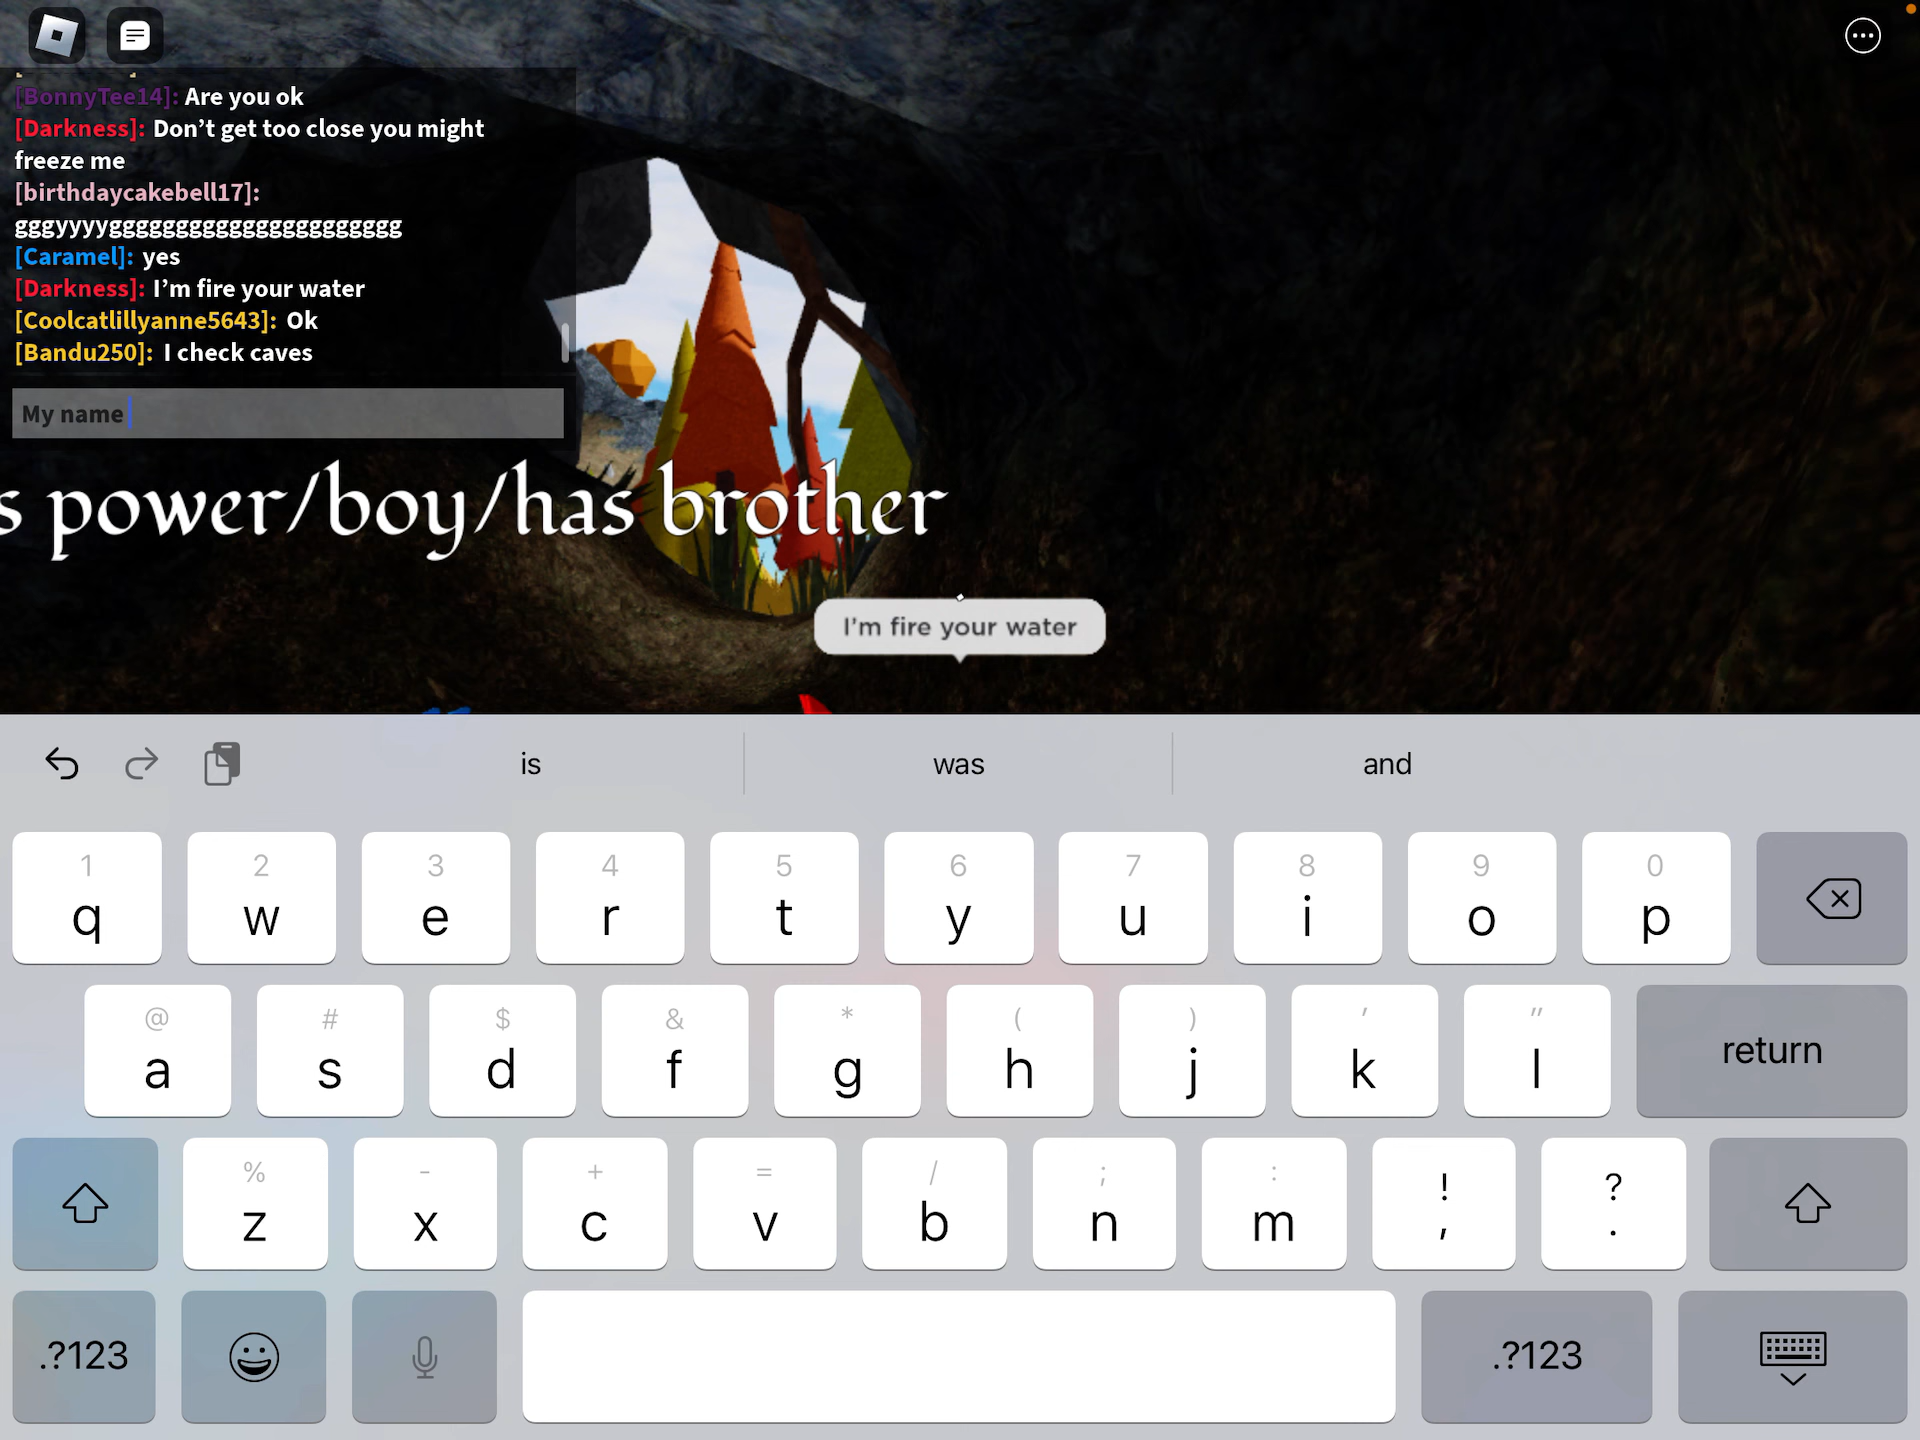 [BonnyTee14]: Are you ok
[Darkness]: Don’t get too close you might
freeze me
[birthdaycakebell17]:
gggyyyygggggggggggggggggggggg
[Caramel]: yes
[Darkness]: I’m fire your water
[Coolcatlillyanne5643]: Ok
[Bandu250]: I check caves
My name
s power/boy/has brother
I’m fire your water
is was and
1 2 3 4 5 6 7 8 9 0
q w e r t y u i o p
@ # $ & * ( ) ′ ″
a s d f g h j k l return
% - + = / ; : ! ?
z x c v b n m , .
.?123 .?123